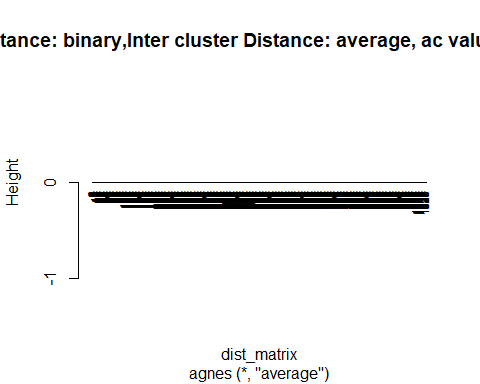 tance: binary,Inter cluster Distance: average, ac valu
Height
0
-1
dist_matrix
agnes (*, "average")